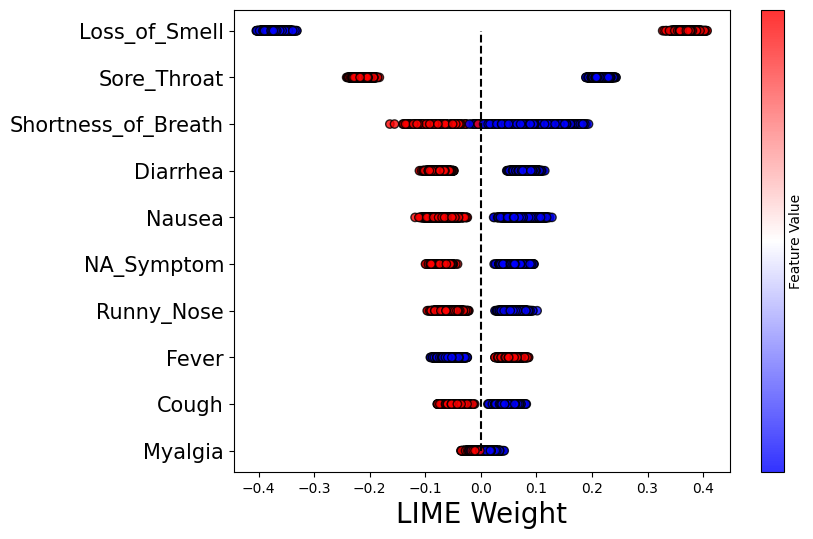 Loss_of_Smell
Sore_Throat
Shortness_of_Breath
Diarrhea
Nausea
NA_Symptom
Runny_Nose
Fever
Cough
Myalgia
−0.4 −0.3 −0.2 −0.1 0.0 0.1 0.2 0.3 0.4
LIME Weight
Feature Value